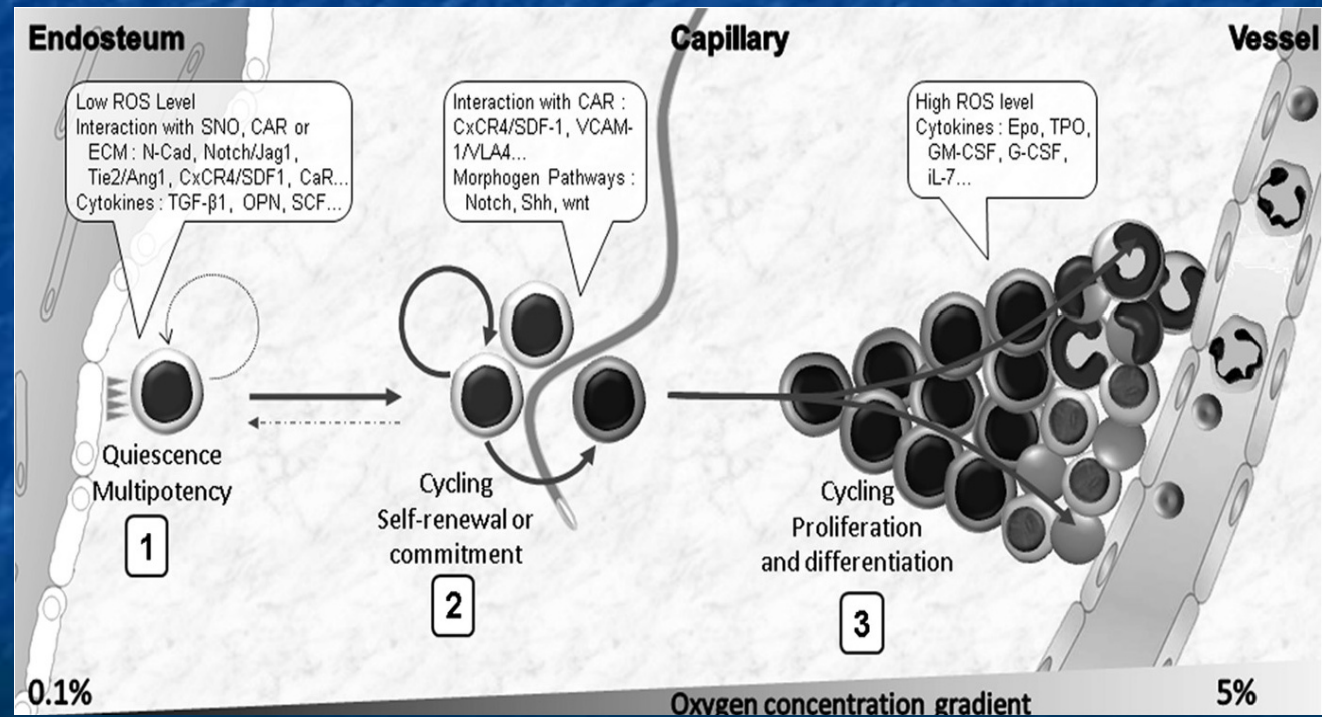 Endosteum
Capillary
Vessel
Low ROS Level
Interaction with SNO, CAR or
ECM : N-Cad, Notch/Jag1,
Tie2/Ang1, CxCR4/SDF1, CaR...
Cytokines : TGF-β1, OPN, SCF...
Interaction with CAR :
CxCR4/SDF-1, VCAM-
1/VLA4...
Morphogen Pathways :
Notch, Shh, wnt
High ROS level
Cytokines : Epo, TPO,
GM-CSF, G-CSF,
iL-7...
Quiescence
Multipotency
1
Cycling
Self-renewal or
commitment
2
Cycling
Proliferation
and differentiation
3
0.1%
Oxygen concentration gradient
5%